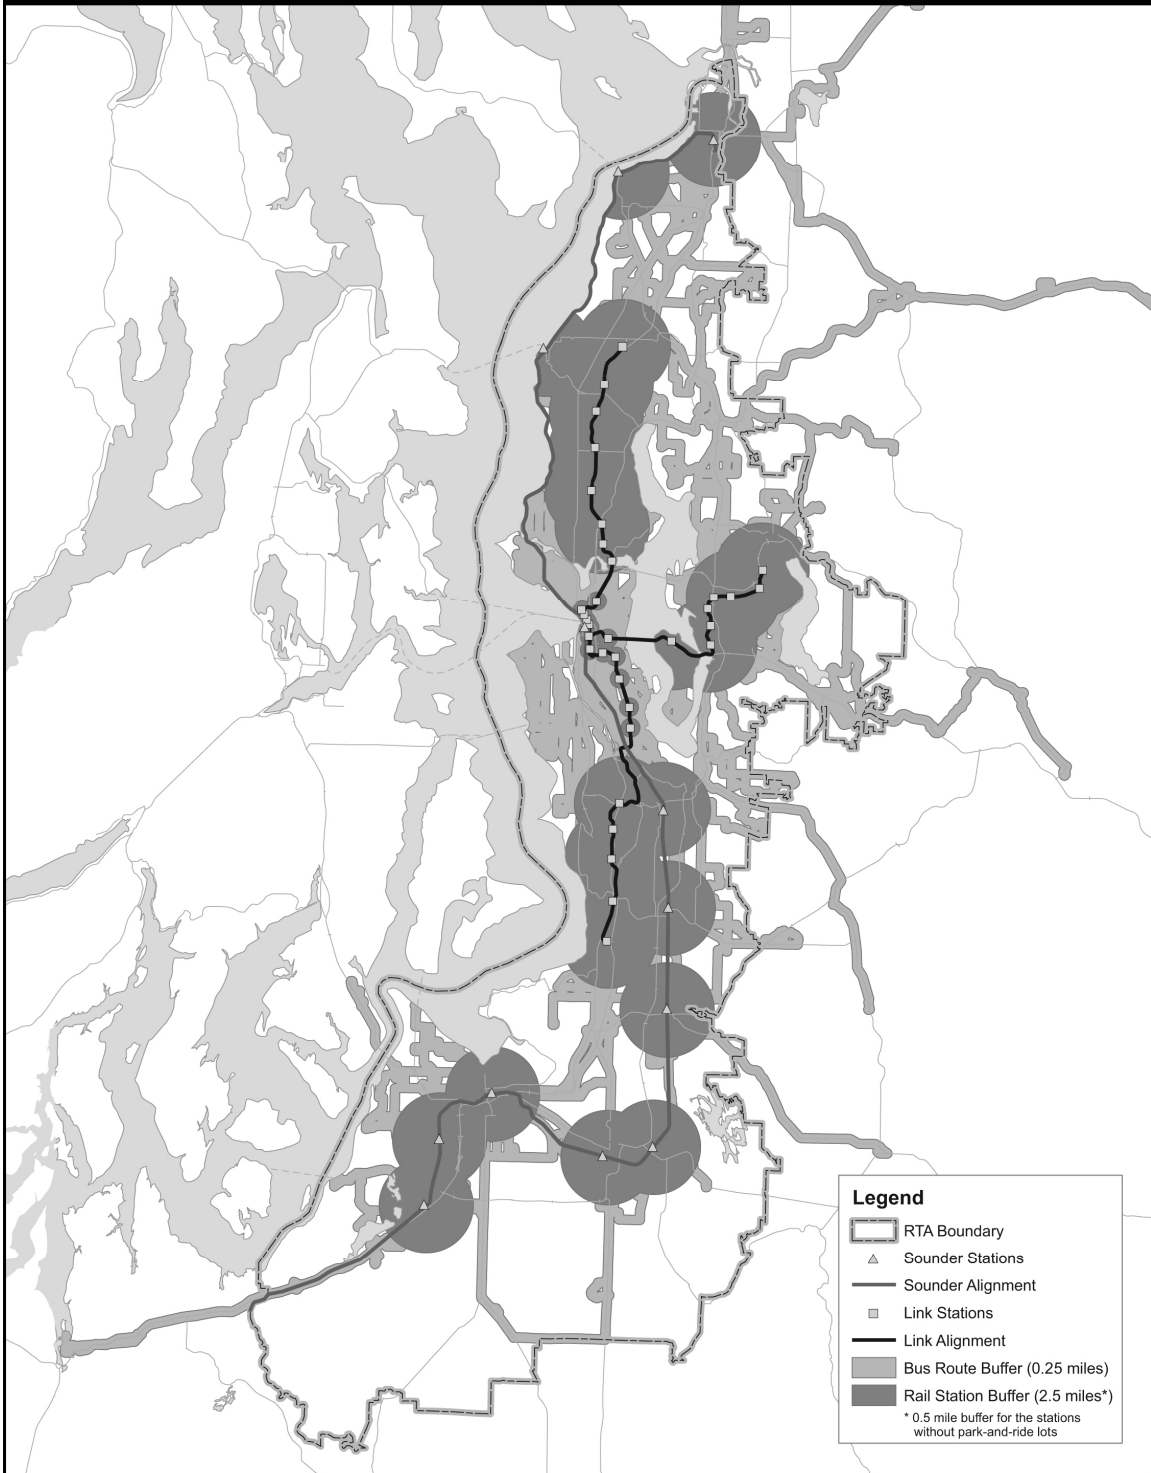 Legend
RTA Boundary
Sounder Stations
Sounder Alignment
Link Stations
Link Alignment
Bus Route Buffer (0.25 miles)
Rail Station Buffer (2.5 miles*)
* 0.5 mile buffer for the stations
without park-and-ride lots